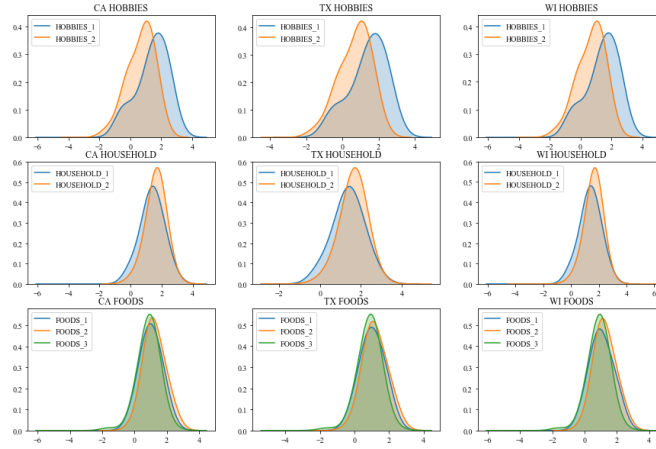 CA HOBBIES
HOBBIES_1
HOBBIES_2
0.4
0.3
0.2
0.1
0.0
−6 −4 −2 0 2 4
TX HOBBIES
HOBBIES_1
HOBBIES_2
0.4
0.3
0.2
0.1
0.0
−4 −2 0 2 4
WI HOBBIES
HOBBIES_1
HOBBIES_2
0.4
0.3
0.2
0.1
0.0
−6 −4 −2 0 2 4
CA HOUSEHOLD
HOUSEHOLD_1
HOUSEHOLD_2
0.6
0.5
0.4
0.3
0.2
0.1
0.0
−6 −4 −2 0 2 4
TX HOUSEHOLD
HOUSEHOLD_1
HOUSEHOLD_2
0.6
0.5
0.4
0.3
0.2
0.1
0.0
−2 0 2 4
WI HOUSEHOLD
HOUSEHOLD_1
HOUSEHOLD_2
0.6
0.5
0.4
0.3
0.2
0.1
0.0
−6 −4 −2 0 2 4 6
CA FOODS
FOODS_1
FOODS_2
FOODS_3
0.5
0.4
0.3
0.2
0.1
0.0
−6 −4 −2 0 2 4
TX FOODS
FOODS_1
FOODS_2
FOODS_3
0.5
0.4
0.3
0.2
0.1
0.0
−4 −2 0 2 4
WI FOODS
FOODS_1
FOODS_2
FOODS_3
0.5
0.4
0.3
0.2
0.1
0.0
−6 −4 −2 0 2 4